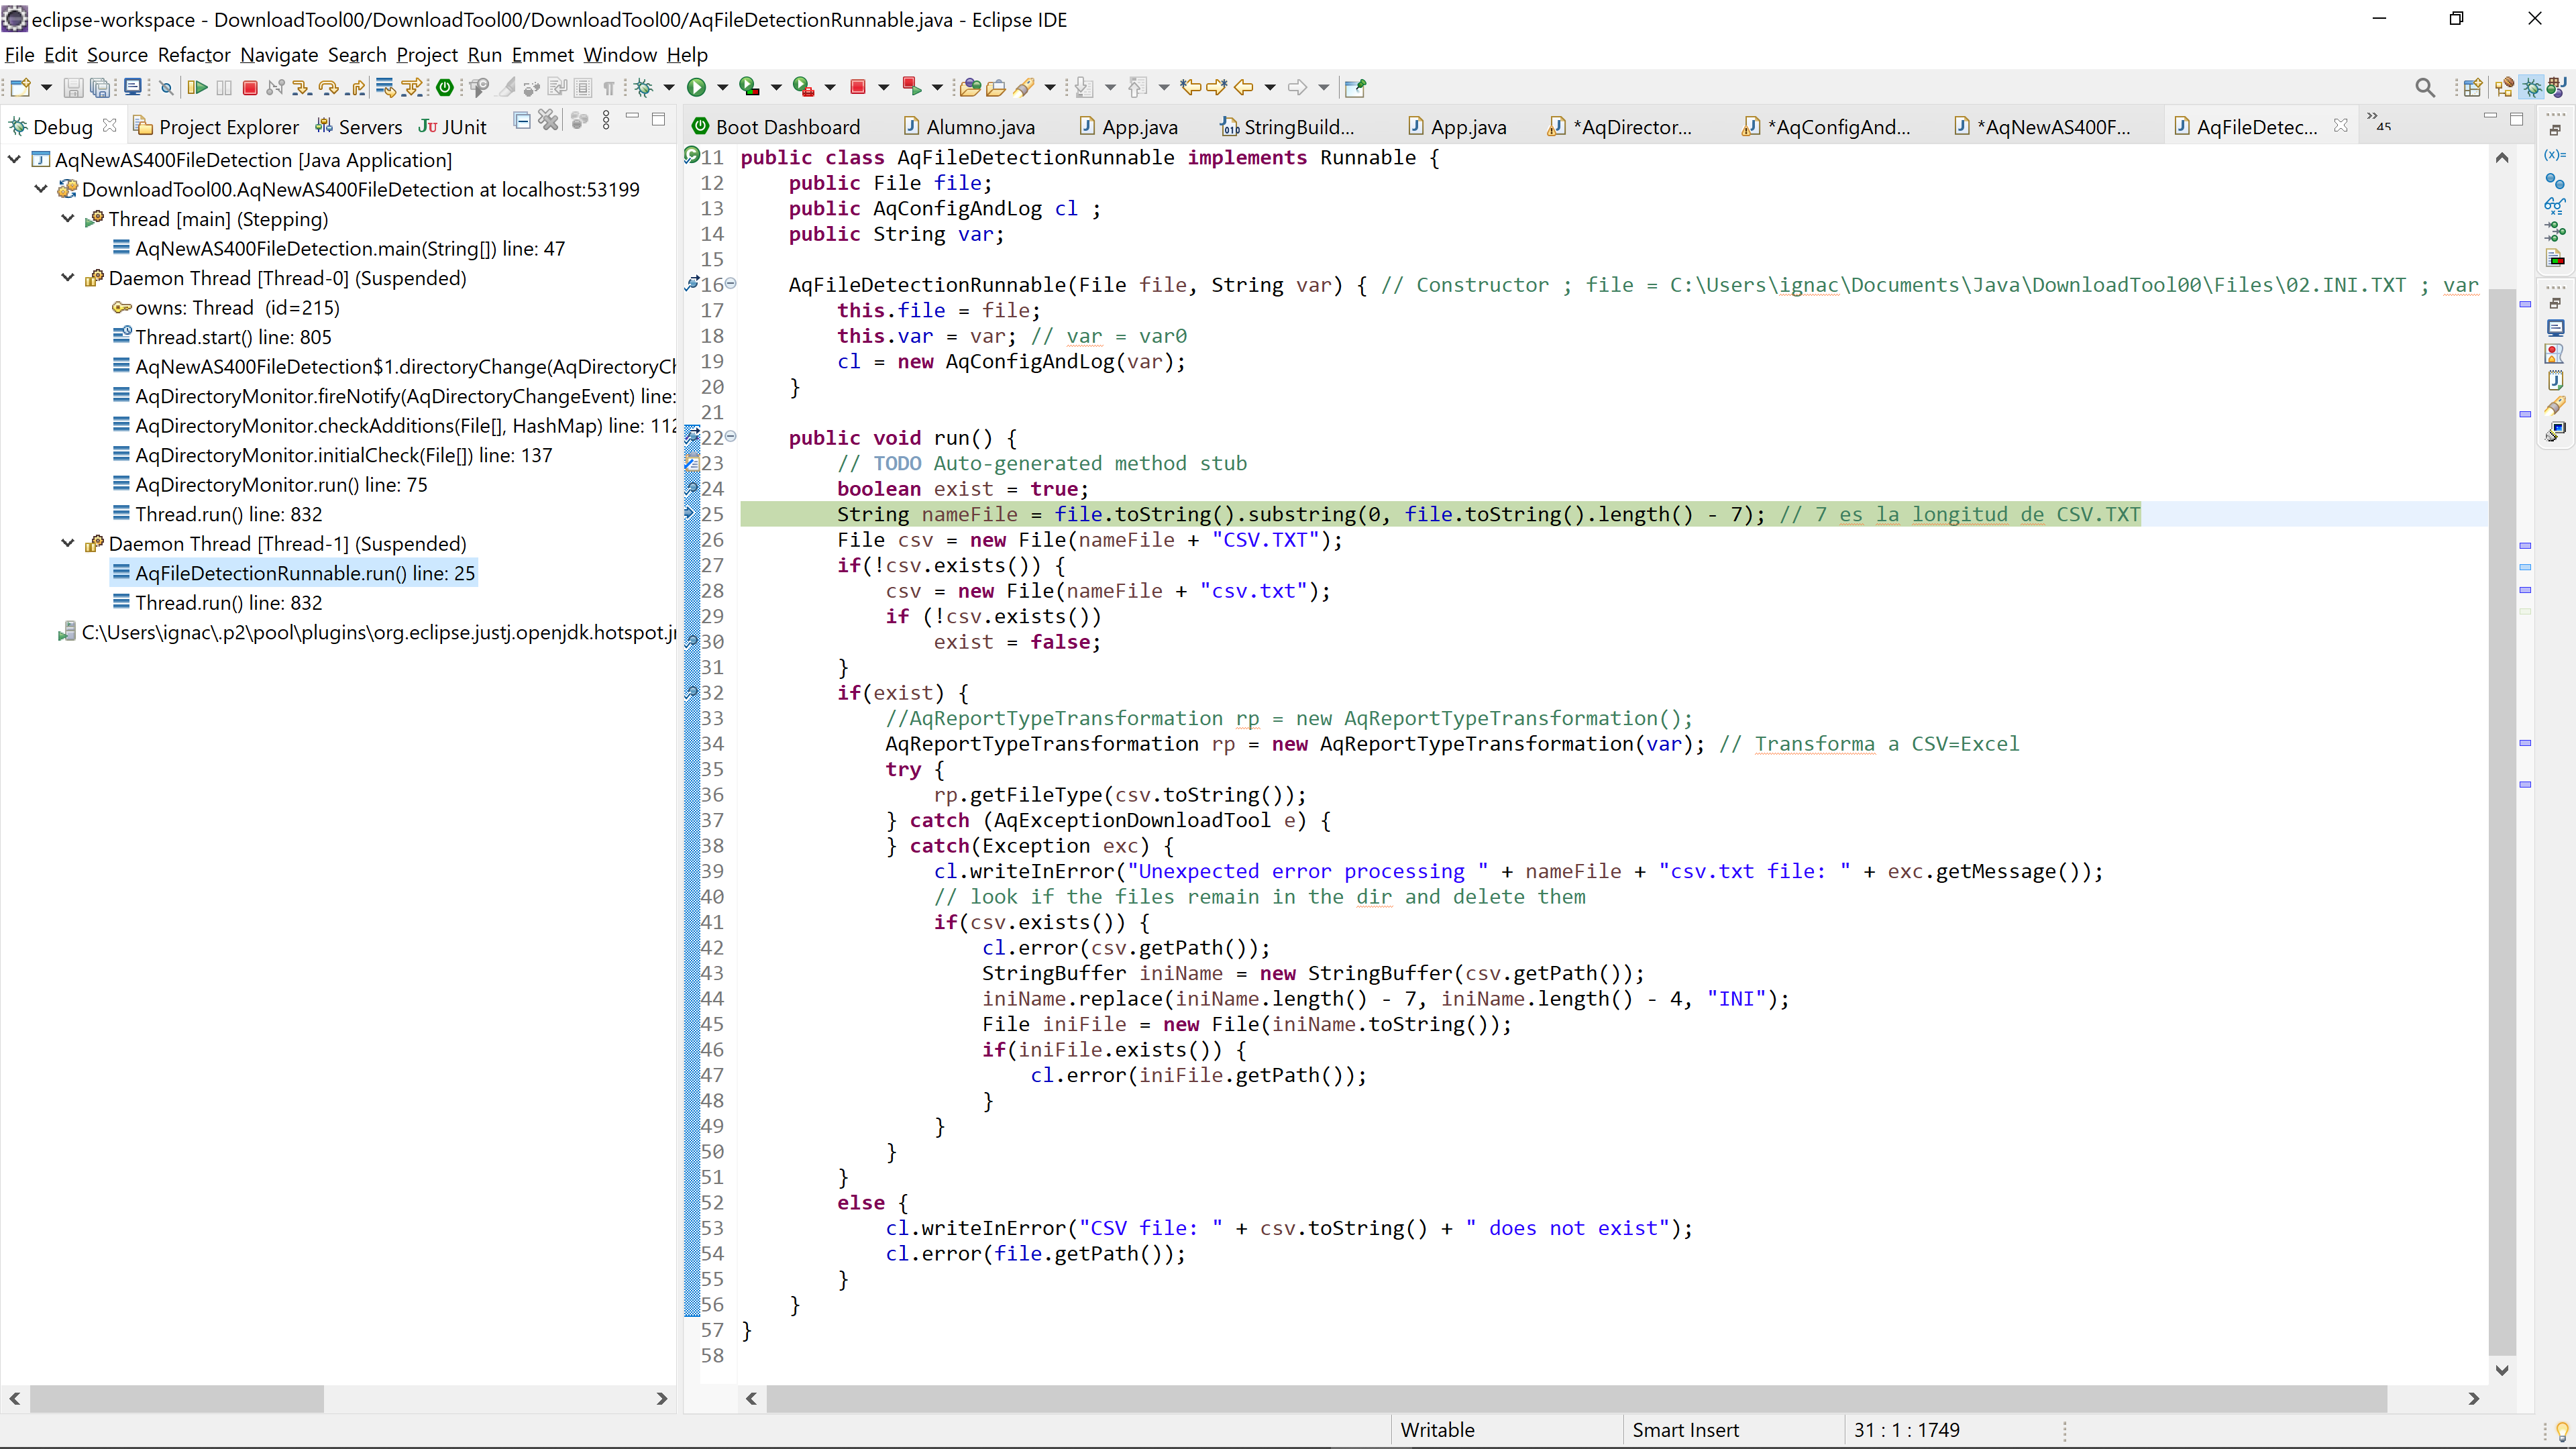 eclipse-workspace - DownloadTool00/DownloadTool00/DownloadTool00/AqFileDetectionRunnable.java - Eclipse IDE
File Edit Source Refactor Navigate Search Project Run Emmet Window Help
Debug Project Explorer Servers JUnit
AqNewAS400FileDetection [Java Application]
DownloadTool00.AqNewAS400FileDetection at localhost:53199
Thread [main] (Stepping)
AqNewAS400FileDetection.main(String[]) line: 47
Daemon Thread [Thread-0] (Suspended)
owns: Thread (id=215)
Thread.start() line: 805
AqNewAS400FileDetection$1.directoryChange(AqDirectoryCh
AqDirectoryMonitor.fireNotify(AqDirectoryChangeEvent) line:
AqDirectoryMonitor.checkAdditions(File[], HashMap) line: 112
AqDirectoryMonitor.initialCheck(File[]) line: 137
AqDirectoryMonitor.run() line: 75
Thread.run() line: 832
Daemon Thread [Thread-1] (Suspended)
AqFileDetectionRunnable.run() line: 25
Thread.run() line: 832
C:\Users\ignac\.p2\pool\plugins\org.eclipse.justj.openjdk.hotspot.jr
Boot Dashboard Alumno.java App.java StringBuild... App.java *AqDirector... *AqConfigAnd... *AqNewAS400F... AqFileDetec... »45
11 public class AqFileDetectionRunnable implements Runnable {
12 public File file;
13 public AqConfigAndLog cl ;
14 public String var;
15
16 AqFileDetectionRunnable(File file, String var) { // Constructor ; file = C:\Users\ignac\Documents\Java\DownloadTool00\Files\02.INI.TXT ; var
17 this.file = file;
18 this.var = var; // var = var0
19 cl = new AqConfigAndLog(var);
20 }
21
22 public void run() {
23 // TODO Auto-generated method stub
24 boolean exist = true;
25 String nameFile = file.toString().substring(0, file.toString().length() - 7); // 7 es la longitud de CSV.TXT
26 File csv = new File(nameFile + "CSV.TXT");
27 if(!csv.exists()) {
28 csv = new File(nameFile + "csv.txt");
29 if (!csv.exists())
30 exist = false;
31 }
32 if(exist) {
33 //AqReportTypeTransformation rp = new AqReportTypeTransformation();
34 AqReportTypeTransformation rp = new AqReportTypeTransformation(var); // Transforma a CSV=Excel
35 try {
36 rp.getFileType(csv.toString());
37 } catch (AqExceptionDownloadTool e) {
38 } catch(Exception exc) {
39 cl.writeInError("Unexpected error processing " + nameFile + "csv.txt file: " + exc.getMessage());
40 // look if the files remain in the dir and delete them
41 if(csv.exists()) {
42 cl.error(csv.getPath());
43 StringBuffer iniName = new StringBuffer(csv.getPath());
44 iniName.replace(iniName.length() - 7, iniName.length() - 4, "INI");
45 File iniFile = new File(iniName.toString());
46 if(iniFile.exists()) {
47 cl.error(iniFile.getPath());
48 }
49 }
50 }
51 }
52 else {
53 cl.writeInError("CSV file: " + csv.toString() + " does not exist");
54 cl.error(file.getPath());
55 }
56 }
57 }
58
Writable Smart Insert 31 : 1 : 1749